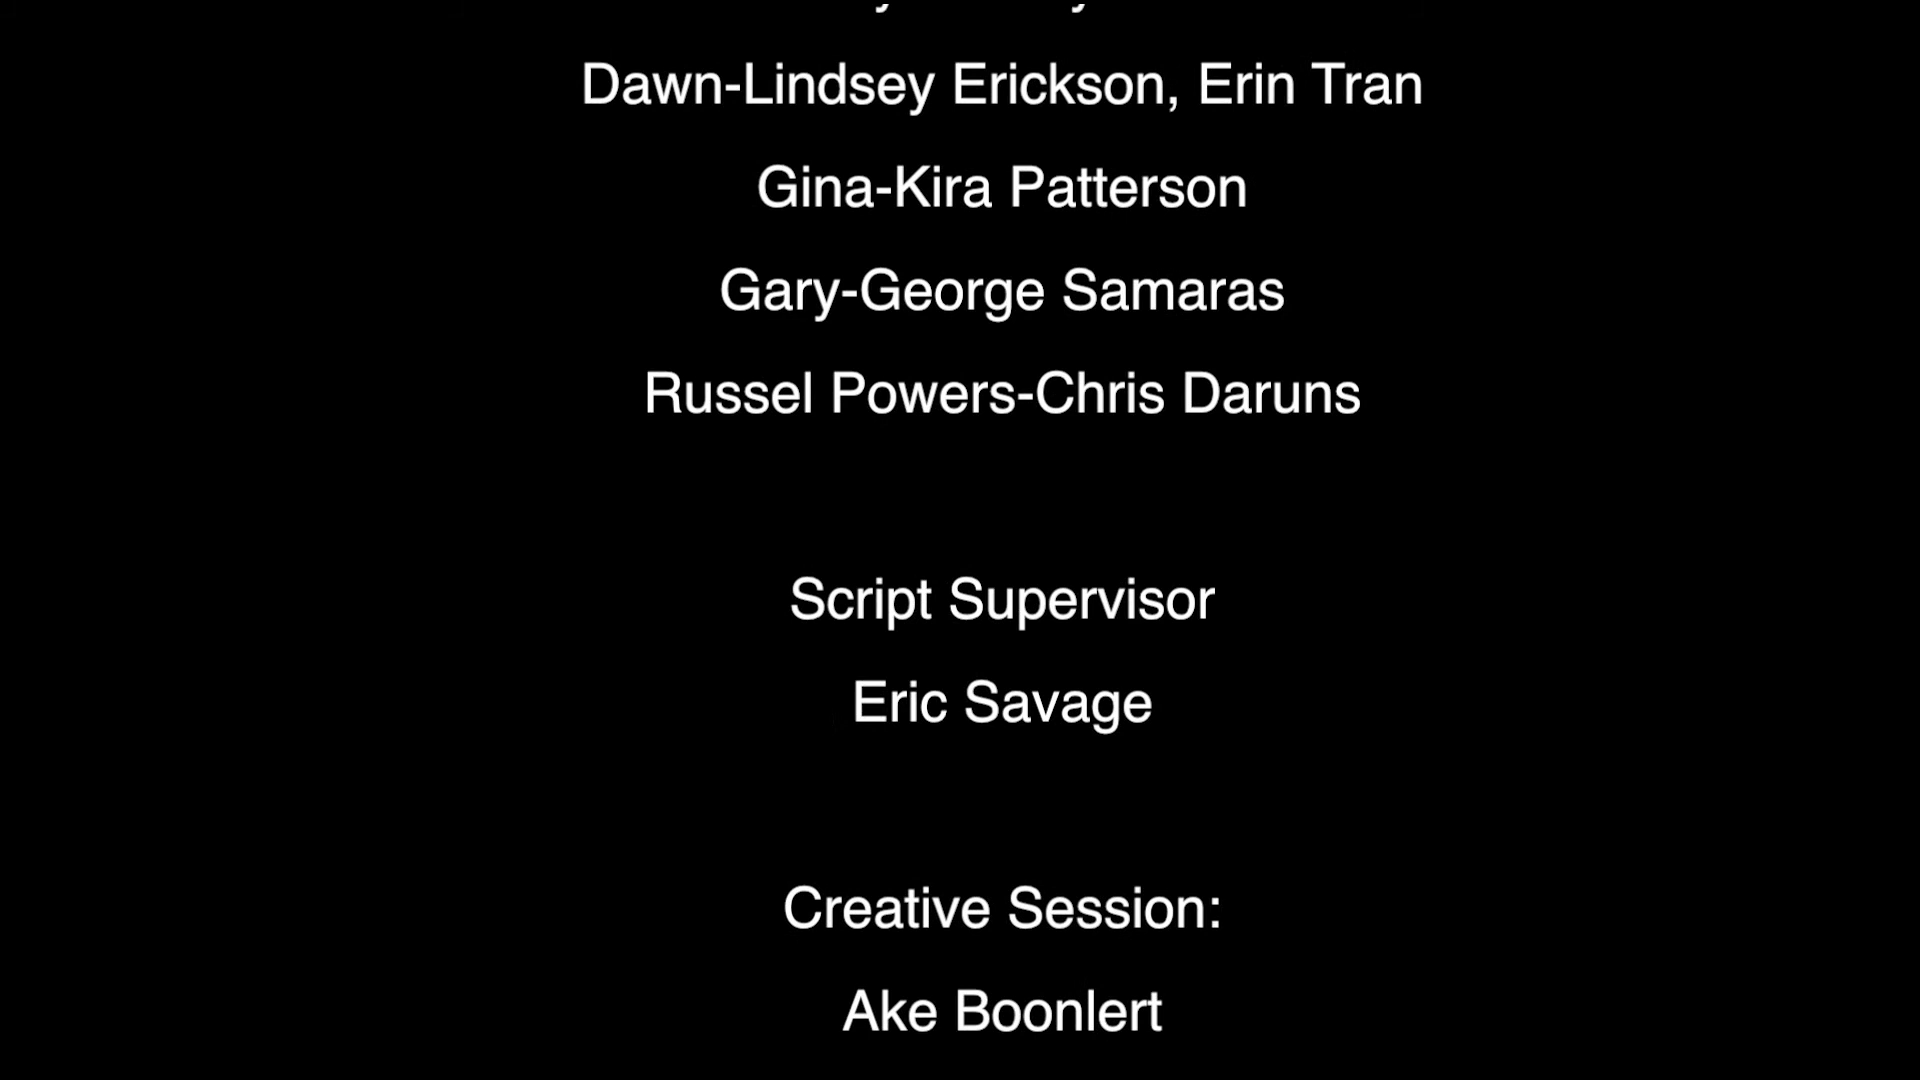 Dawn-Lindsey Erickson, Erin Tran
Gina-Kira Patterson
Gary-George Samaras
Russel Powers-Chris Daruns
Script Supervisor
Eric Savage
Creative Session:
Ake Boonlert